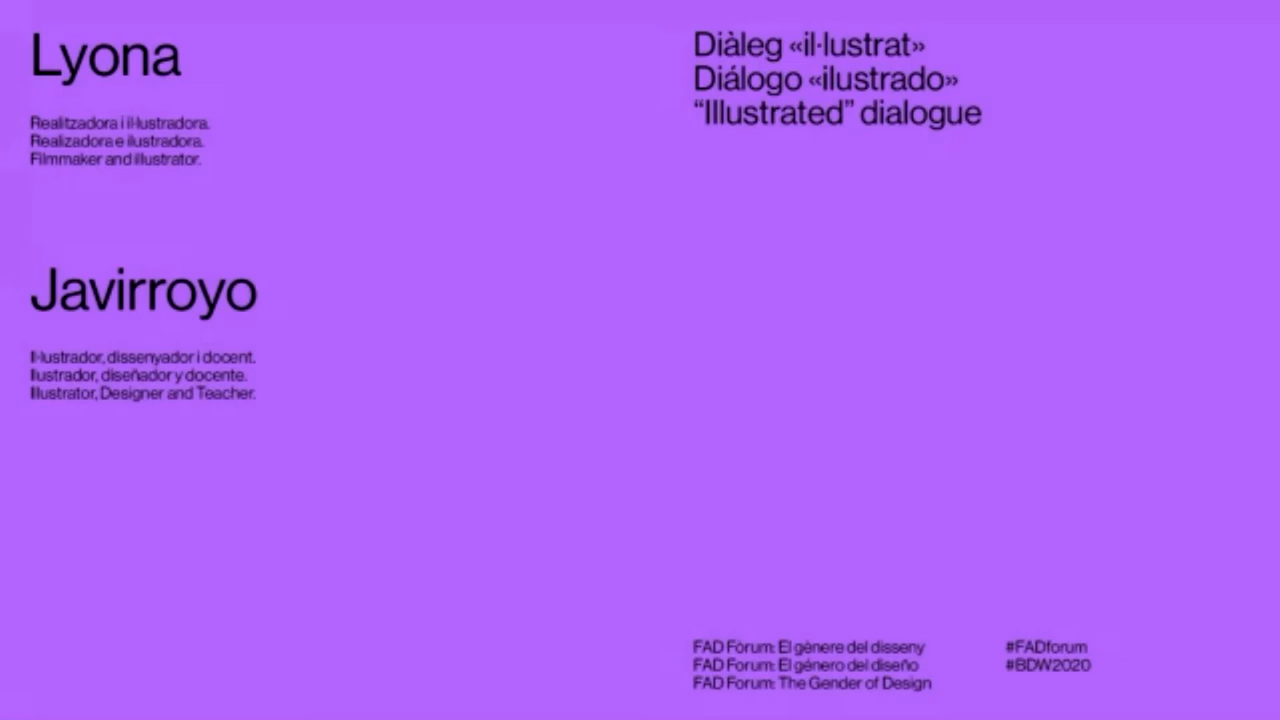 Lyona
Realitzadora i il·lustradora.
Realizadora e ilustradora.
Filmmaker and illustrator.
Javirroyo
Il·lustrador, dissenyador i docent.
Ilustrador, diseñador y docente.
Illustrator, Designer and Teacher.
Diàleg «il·lustrat»
Diálogo «ilustrado»
“Illustrated” dialogue
FAD Fòrum: El gènere del disseny
FAD Forum: El género del diseño
FAD Forum: The Gender of Design
#FADforum
#BDW2020